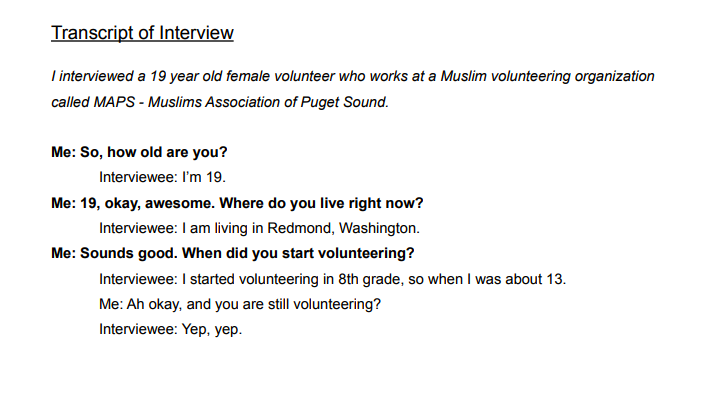 Transcript of Interview
I interviewed a 19 year old female volunteer who works at a Muslim volunteering organization
called MAPS - Muslims Association of Puget Sound.
Me: So, how old are you?
Interviewee: I’m 19.
Me: 19, okay, awesome. Where do you live right now?
Interviewee: I am living in Redmond, Washington.
Me: Sounds good. When did you start volunteering?
Interviewee: I started volunteering in 8th grade, so when I was about 13.
Me: Ah okay, and you are still volunteering?
Interviewee: Yep, yep.